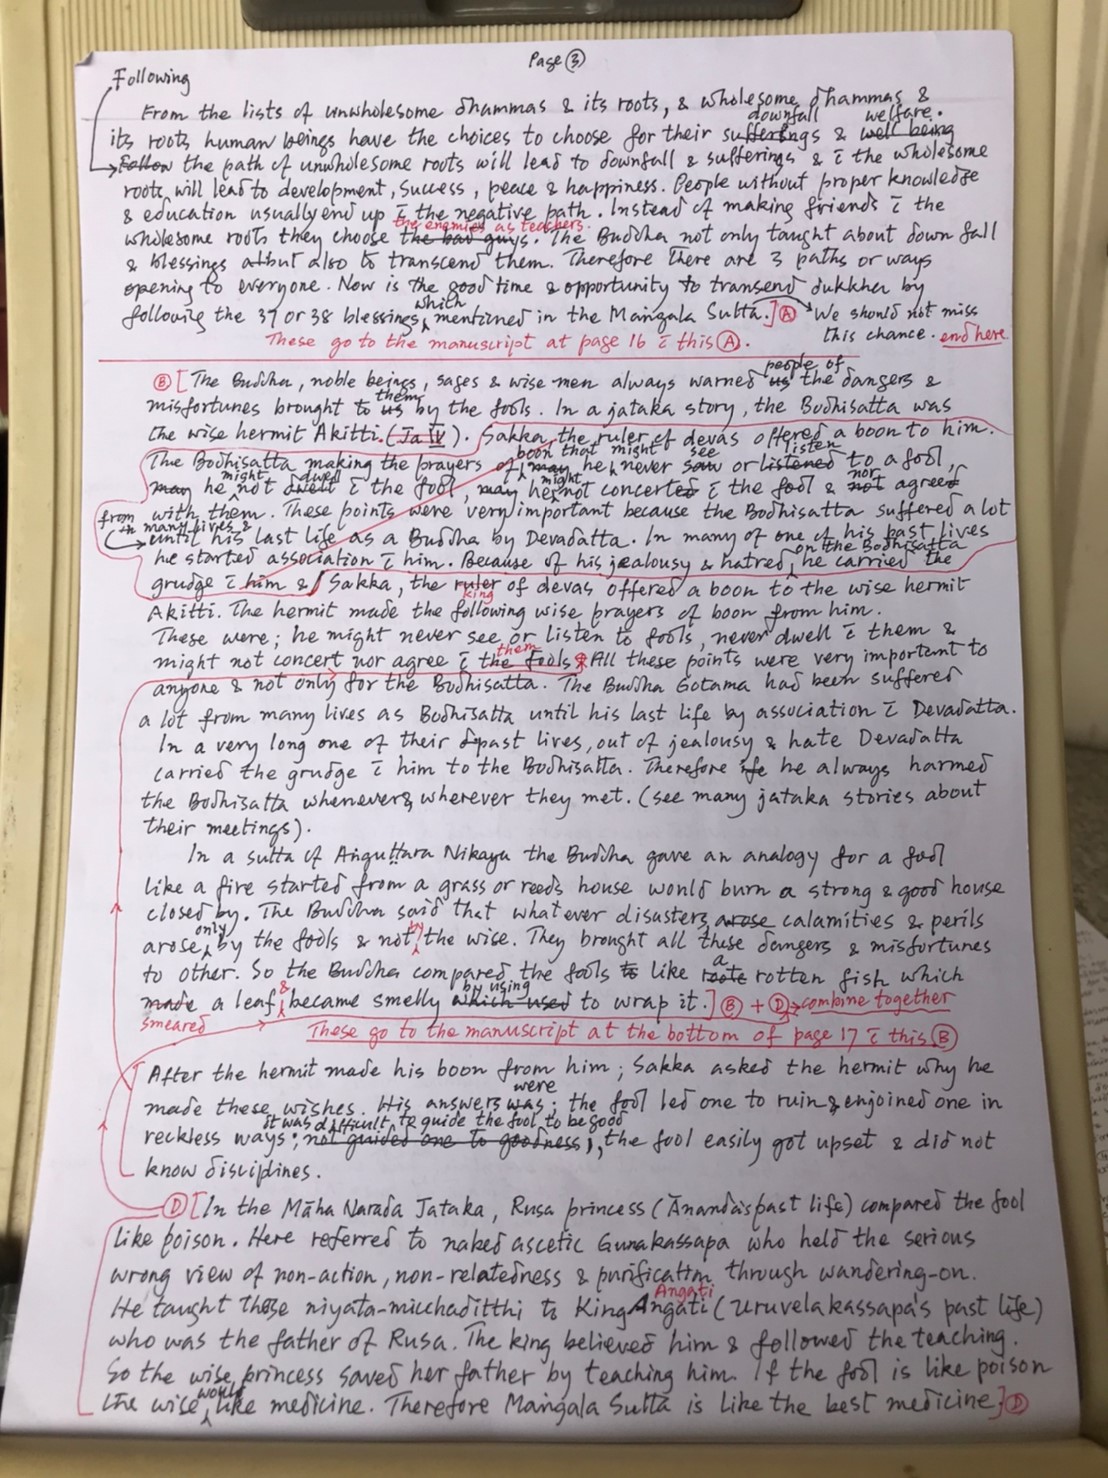 Page ③
Following
From the lists of unwholesome dhammas & its roots, & wholesome dhammas &
downfall welfare.
its roots human beings have the choices to choose for their sufferings & well being
Follow the path of unwholesome roots will lead to downfall & sufferings & c̄ the wholesome
roots, will lead to development, success, peace & happiness. People without proper knowledge
& education usually end up c̄ the negative path. Instead of making friends c̄ the
the enemies as teachers.
wholesome roots they choose the bad guys. The Buddha not only taught about down fall
& blessings but also to transcend them. Therefore there are 3 paths or ways
opening to everyone. Now is the good time & opportunity to transend dukkha by
which
following the 37 or 38 blessings mentioned in the Maṅgala Sutta.] Ⓐ We should not miss
this chance. end here
These go to the manuscript at page 16 c̄ this Ⓐ.
people of
Ⓑ [The Buddha, noble beings, sages & wise men always warned us the dangers &
them
misfortunes brought to us by the fools. In a jataka story, the Bodhisatta was
the wise hermit Akitti. (Ja IV). Sakka, the ruler of devas offered a boon to him.
boon that might see listen
The Bodhisatta making the prayers of may he never saw or listened to a fool,
might dwell might nor
may he not dwelt c̄ the fool, may he not concerted c̄ the fool & not agreed
with them. These points were very important because the Bodhisatta suffered a lot
from in many lives &
until his last life as a Buddha by Devadatta. In many of one of his past lives
on the Bodhisatta
he started association c̄ him. Because of his jealousy & hatred, he carried the
grudge c̄ him & Sakka, the ruler of devas offered a boon to the wise hermit
king
Akitti. The hermit made the following wise prayers of boon from him.
These were; he might never see or listen to fools, never dwell c̄ them &
them
might not concert nor agree c̄ the fools. All these points were very important to
anyone & not only for the Bodhisatta. The Buddha Gotama had been suffered
a lot from many lives as Bodhisatta until his last life by association c̄ Devadatta.
In a very long one of their past lives, out of jealousy & hate Devadatta
carried the grudge c̄ him to the Bodhisatta. Therefore he always harmed
the Bodhisatta whenever & wherever they met. (see many jataka stories about
their meetings).
In a sutta of Aṅguttara Nikaya the Buddha gave an analogy for a fool
like a fire started from a grass or reeds house would burn a strong & good house
closed by. The Buddha said that whatever disasters, arose calamities & perils
only by
arose by the fools & not the wise. They brought all these dangers & misfortunes
a
to other. So the Buddha compared the fools to like rotten fish which
& by using
made a leaf became smelly which used to wrap it.] Ⓑ + Ⓓ → combine together
smeared
These go to the manuscript at the bottom of page 17 c̄ this Ⓑ
After the hermit made his boon from him; Sakka asked the hermit why he
were
made these wishes. His answers was; the fool led one to ruin & enjoined one in
it was difficult to guide the fool to be good
reckless ways; not guided one to goodness, the fool easily got upset & did not
know disciplines.
Ⓓ [In the Māha Narada Jataka, Rusa princess (Ānanda's past life) compared the fool
like poison. Here referred to naked ascetic Gunakassapa who held the serious
wrong view of non-action, non-relatedness & purification through wandering-on.
Angati
He taught those niyata-micchaditthi to King Angati (Uruvela kassapa's past life)
who was the father of Rusa. The king believed him & followed the teaching.
So the wise princess saved her father by teaching him. If the fool is like poison
would
the wise like medicine. Therefore Maṅgala Sutta is like the best medicine] Ⓓ